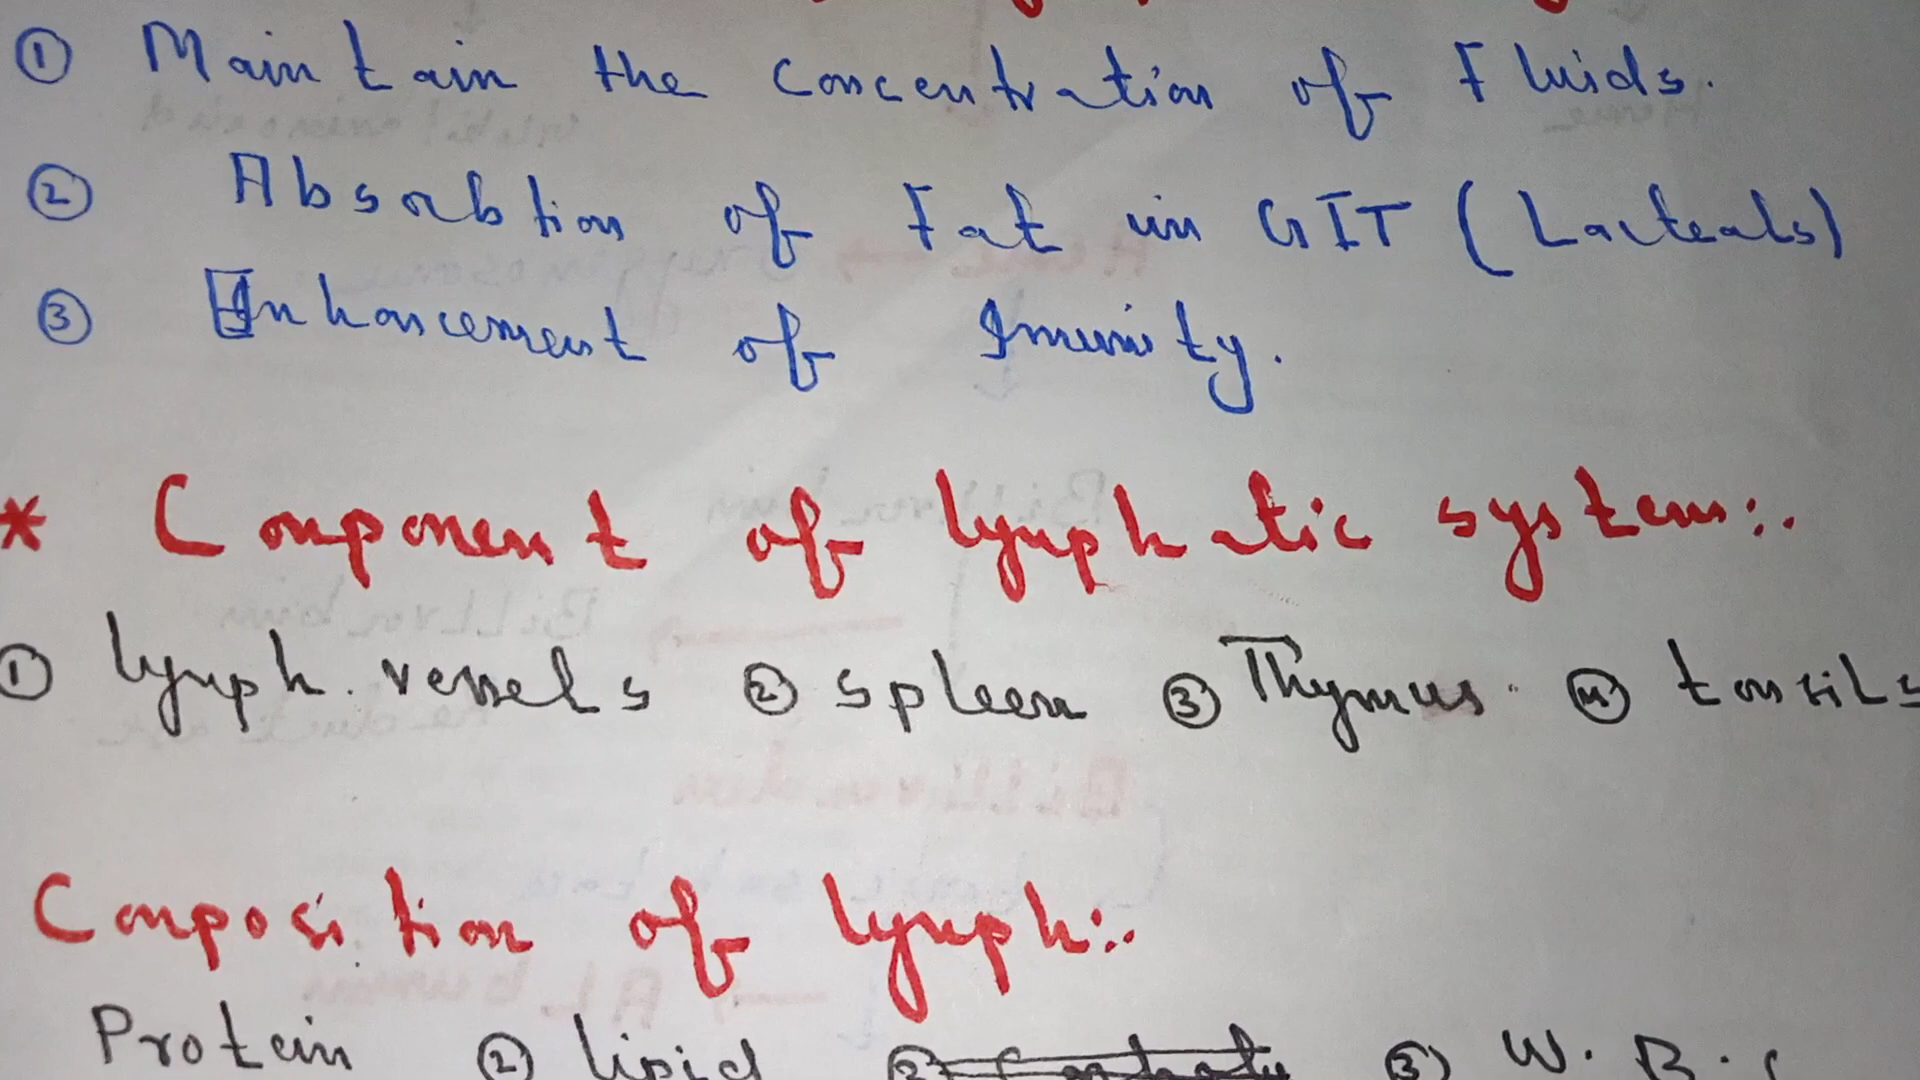 ① Maintain the concentration of Fluids.
② Absorbtion of Fat in GIT (Lacteals)
③ Enhancement of Imunity.
* Component of lymphatic system:.
① lymph. vessels ② spleen ③ Thymus. ④ tonsils
Composition of lymph:.
Protein ② lipid ③ W.B.C